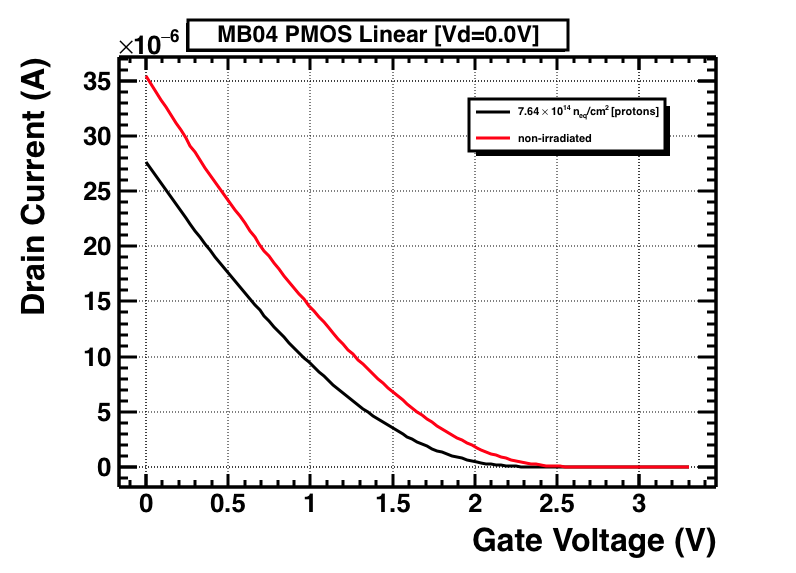 MB04 PMOS Linear [Vd=0.0V]
×10⁻⁶
Drain Current (A)
35
30
25
20
15
10
5
0
7.64 × 10¹⁴ n_eq/cm² [protons]
non-irradiated
0 0.5 1 1.5 2 2.5 3
Gate Voltage (V)